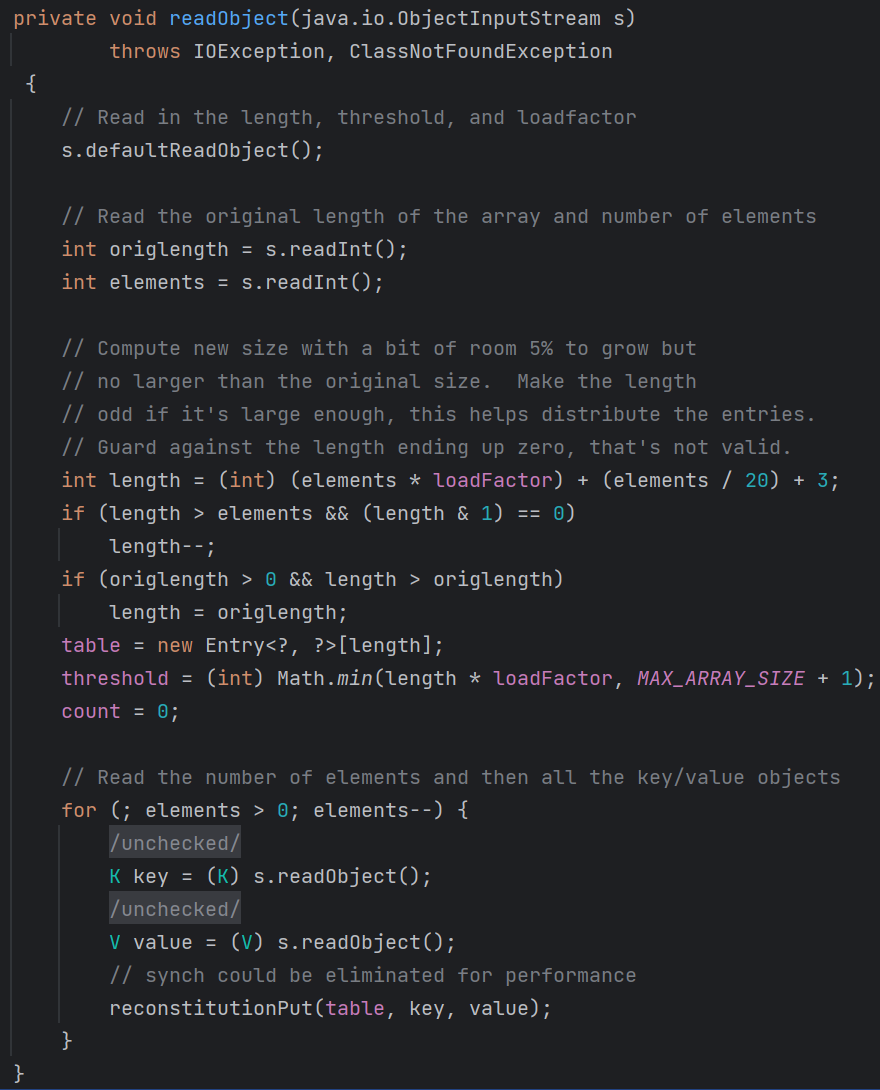 private void readObject(java.io.ObjectInputStream s)
        throws IOException, ClassNotFoundException
 {
    // Read in the length, threshold, and loadfactor
    s.defaultReadObject();

    // Read the original length of the array and number of elements
    int origlength = s.readInt();
    int elements = s.readInt();

    // Compute new size with a bit of room 5% to grow but
    // no larger than the original size.  Make the length
    // odd if it's large enough, this helps distribute the entries.
    // Guard against the length ending up zero, that's not valid.
    int length = (int) (elements * loadFactor) + (elements / 20) + 3;
    if (length > elements && (length & 1) == 0)
        length--;
    if (origlength > 0 && length > origlength)
        length = origlength;
    table = new Entry<?, ?>[length];
    threshold = (int) Math.min(length * loadFactor, MAX_ARRAY_SIZE + 1);
    count = 0;

    // Read the number of elements and then all the key/value objects
    for (; elements > 0; elements--) {
        /unchecked/
        K key = (K) s.readObject();
        /unchecked/
        V value = (V) s.readObject();
        // synch could be eliminated for performance
        reconstitutionPut(table, key, value);
    }
}